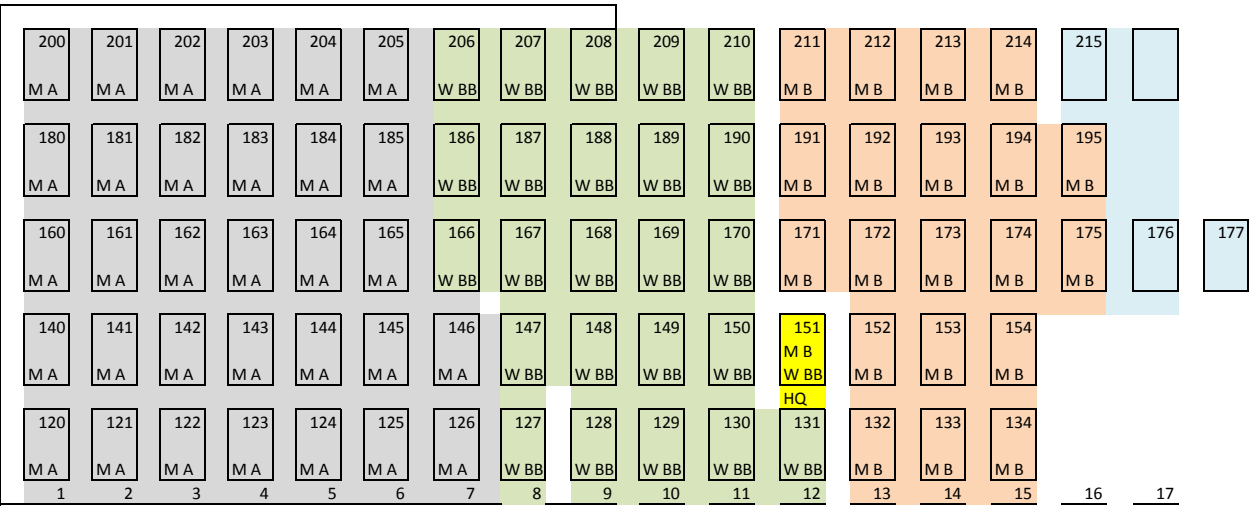 200 201 202 203 204 205 206 207 208 209 210 211 212 213 214 215
M A M A M A M A M A M A W BB W BB W BB W BB W BB M B M B M B M B
180 181 182 183 184 185 186 187 188 189 190 191 192 193 194 195
M A M A M A M A M A M A W BB W BB W BB W BB W BB M B M B M B M B M B
160 161 162 163 164 165 166 167 168 169 170 171 172 173 174 175 176 177
M A M A M A M A M A M A W BB W BB W BB W BB W BB M B M B M B M B M B
140 141 142 143 144 145 146 147 148 149 150 151 152 153 154
M B
M A M A M A M A M A M A M A W BB W BB W BB W BB W BB M B M B M B
HQ
120 121 122 123 124 125 126 127 128 129 130 131 132 133 134
M A M A M A M A M A M A M A W BB W BB W BB W BB W BB M B M B M B
1 2 3 4 5 6 7 8 9 10 11 12 13 14 15 16 17